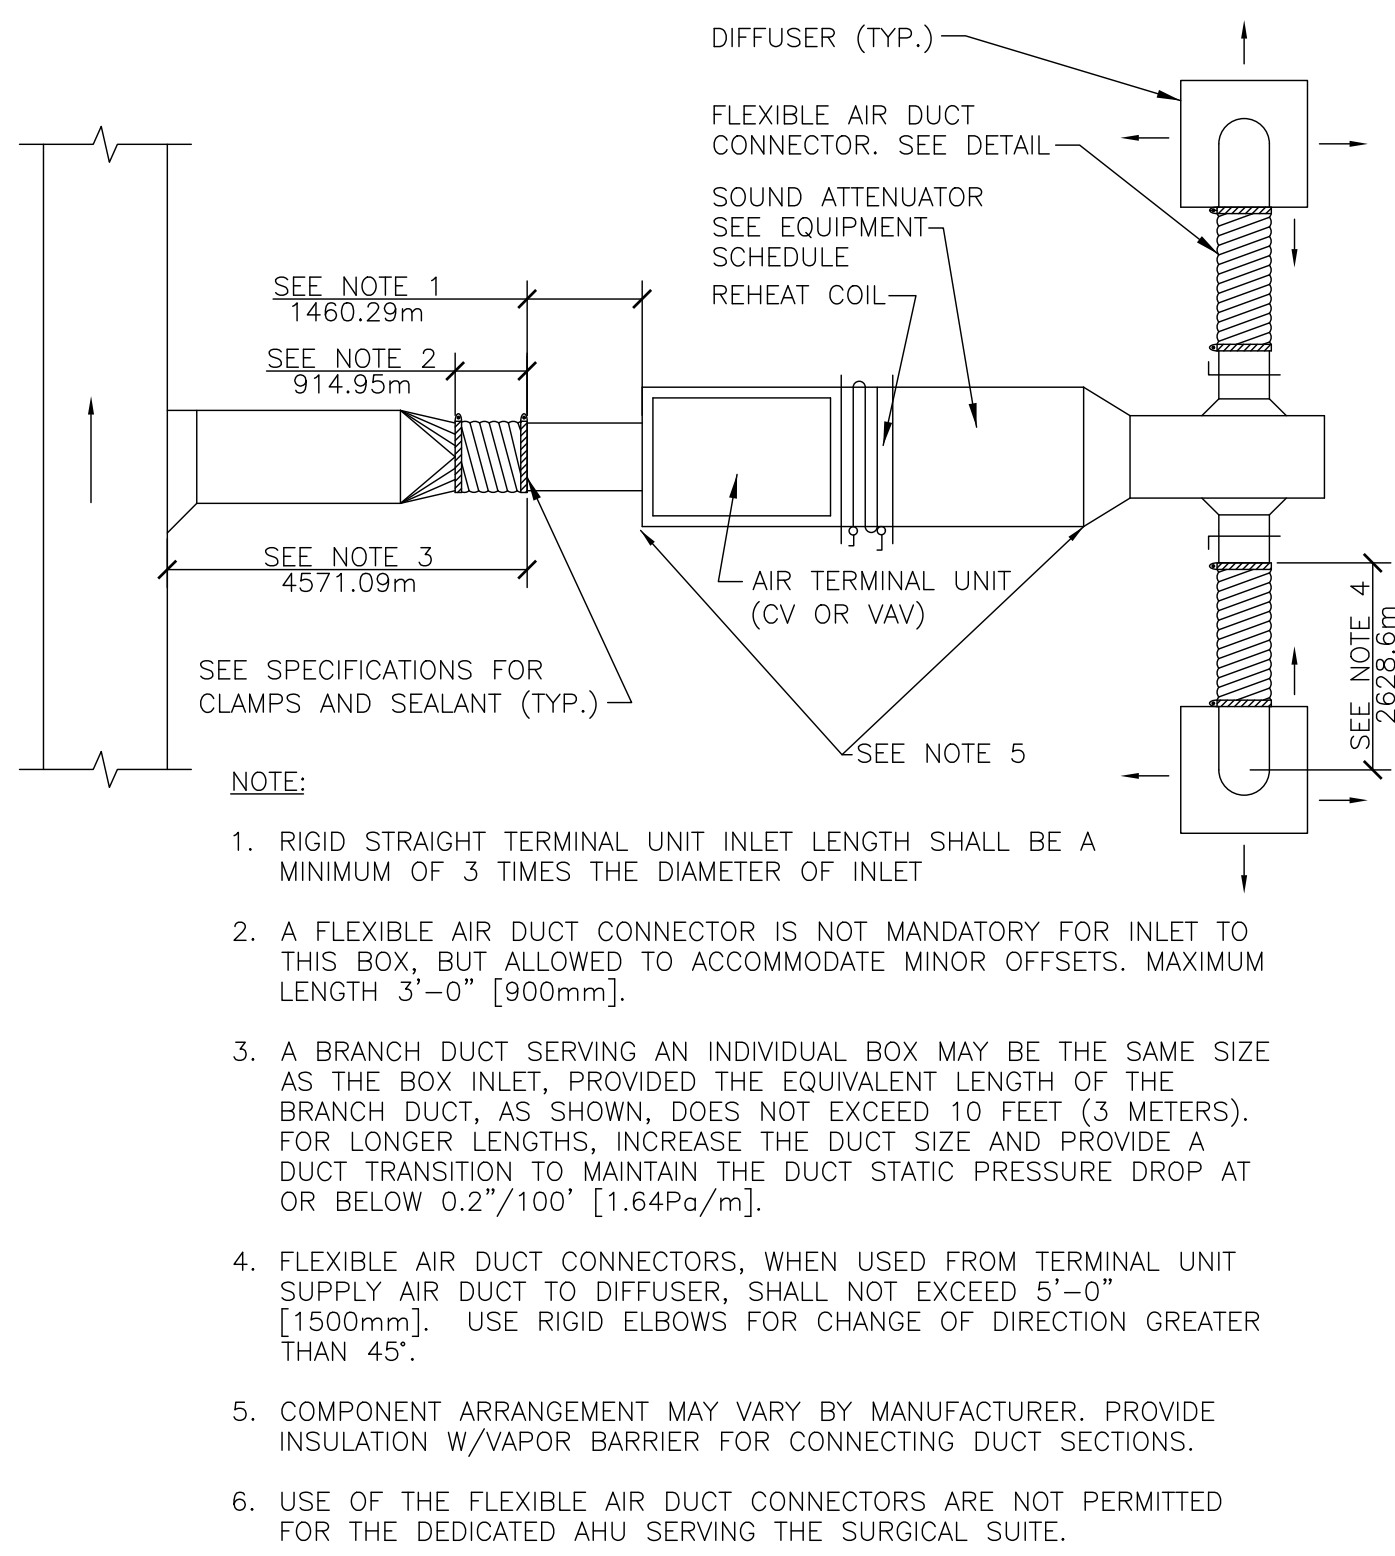 DIFFUSER (TYP.)
FLEXIBLE AIR DUCT
CONNECTOR. SEE DETAIL
SOUND ATTENUATOR
SEE EQUIPMENT
SCHEDULE
REHEAT COIL
SEE NOTE 1
1460.29m
SEE NOTE 2
914.95m
SEE NOTE 3
4571.09m
AIR TERMINAL UNIT
(CV OR VAV)
SEE NOTE 4
2628.6m
SEE SPECIFICATIONS FOR
CLAMPS AND SEALANT (TYP.)
SEE NOTE 5
NOTE:
1. RIGID STRAIGHT TERMINAL UNIT INLET LENGTH SHALL BE A
MINIMUM OF 3 TIMES THE DIAMETER OF INLET
2. A FLEXIBLE AIR DUCT CONNECTOR IS NOT MANDATORY FOR INLET TO
THIS BOX, BUT ALLOWED TO ACCOMMODATE MINOR OFFSETS. MAXIMUM
LENGTH 3'-0" [900mm].
3. A BRANCH DUCT SERVING AN INDIVIDUAL BOX MAY BE THE SAME SIZE
AS THE BOX INLET, PROVIDED THE EQUIVALENT LENGTH OF THE
BRANCH DUCT, AS SHOWN, DOES NOT EXCEED 10 FEET (3 METERS).
FOR LONGER LENGTHS, INCREASE THE DUCT SIZE AND PROVIDE A
DUCT TRANSITION TO MAINTAIN THE DUCT STATIC PRESSURE DROP AT
OR BELOW 0.2"/100' [1.64Pa/m].
4. FLEXIBLE AIR DUCT CONNECTORS, WHEN USED FROM TERMINAL UNIT
SUPPLY AIR DUCT TO DIFFUSER, SHALL NOT EXCEED 5'-0"
[1500mm]. USE RIGID ELBOWS FOR CHANGE OF DIRECTION GREATER
THAN 45°.
5. COMPONENT ARRANGEMENT MAY VARY BY MANUFACTURER. PROVIDE
INSULATION W/VAPOR BARRIER FOR CONNECTING DUCT SECTIONS.
6. USE OF THE FLEXIBLE AIR DUCT CONNECTORS ARE NOT PERMITTED
FOR THE DEDICATED AHU SERVING THE SURGICAL SUITE.